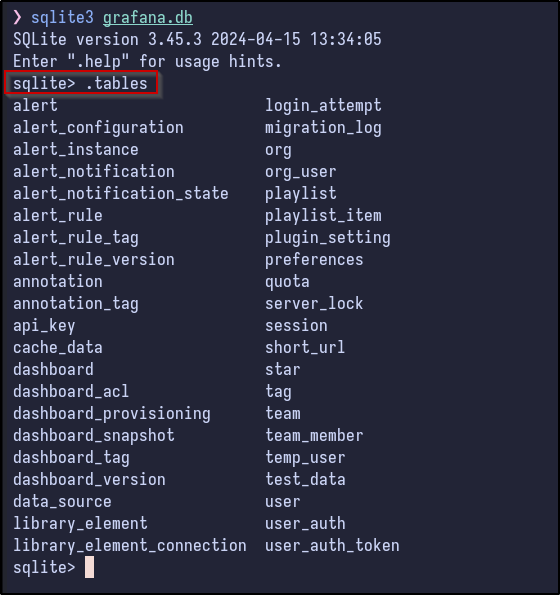 ❯ sqlite3 grafana.db
SQLite version 3.45.3 2024-04-15 13:34:05
Enter ".help" for usage hints.
sqlite> .tables
alert                       login_attempt
alert_configuration         migration_log
alert_instance              org
alert_notification          org_user
alert_notification_state    playlist
alert_rule                  playlist_item
alert_rule_tag              plugin_setting
alert_rule_version          preferences
annotation                  quota
annotation_tag              server_lock
api_key                     session
cache_data                  short_url
dashboard                   star
dashboard_acl               tag
dashboard_provisioning      team
dashboard_snapshot          team_member
dashboard_tag               temp_user
dashboard_version           test_data
data_source                 user
library_element             user_auth
library_element_connection  user_auth_token
sqlite>